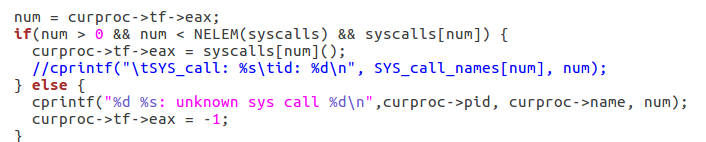 num = curproc->tf->eax;
if(num > 0 && num < NELEM(syscalls) && syscalls[num]) {
  curproc->tf->eax = syscalls[num]();
  //cprintf("\tSYS_call: %s\tid: %d\n", SYS_call_names[num], num);
} else {
  cprintf("%d %s: unknown sys call %d\n",curproc->pid, curproc->name, num);
  curproc->tf->eax = -1;
}